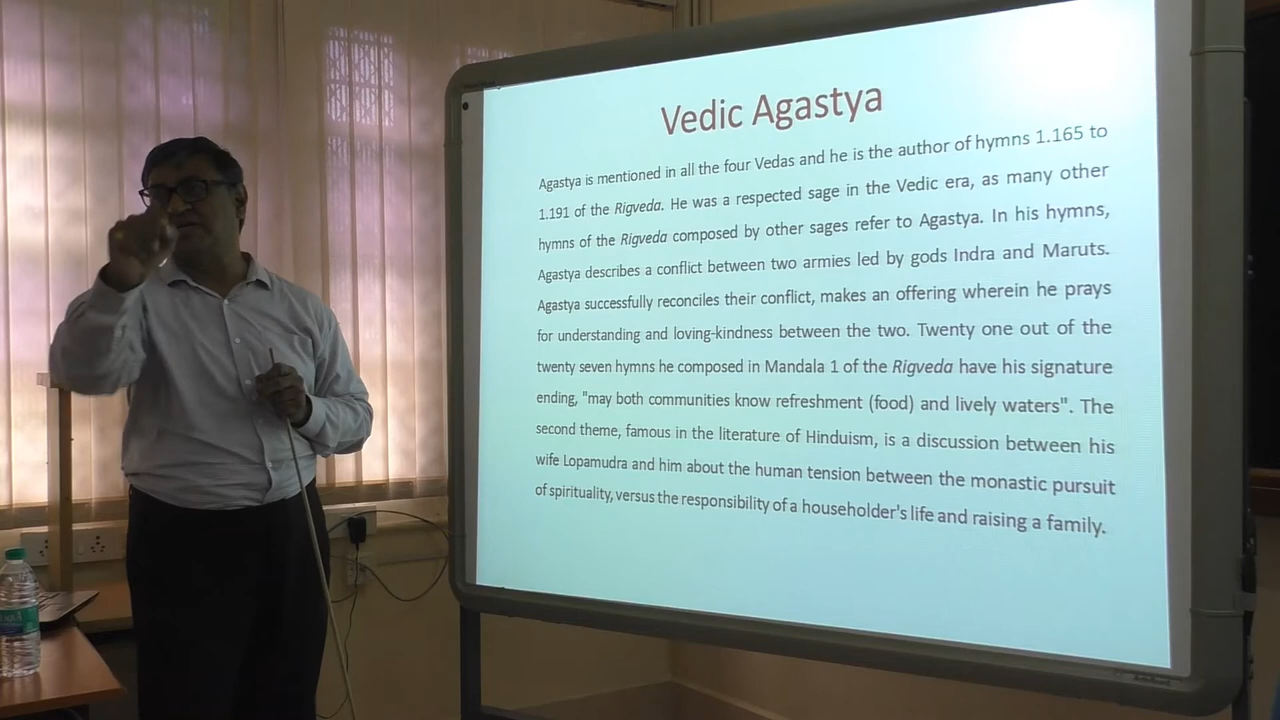 Vedic Agastya
Agastya is mentioned in all the four Vedas and he is the author of hymns 1.165 to
1.191 of the Rigveda. He was a respected sage in the Vedic era, as many other
hymns of the Rigveda composed by other sages refer to Agastya. In his hymns,
Agastya describes a conflict between two armies led by gods Indra and Maruts.
Agastya successfully reconciles their conflict, makes an offering wherein he prays
for understanding and loving-kindness between the two. Twenty one out of the
twenty seven hymns he composed in Mandala 1 of the Rigveda have his signature
ending, "may both communities know refreshment (food) and lively waters". The
second theme, famous in the literature of Hinduism, is a discussion between his
wife Lopamudra and him about the human tension between the monastic pursuit
of spirituality, versus the responsibility of a householder's life and raising a family.